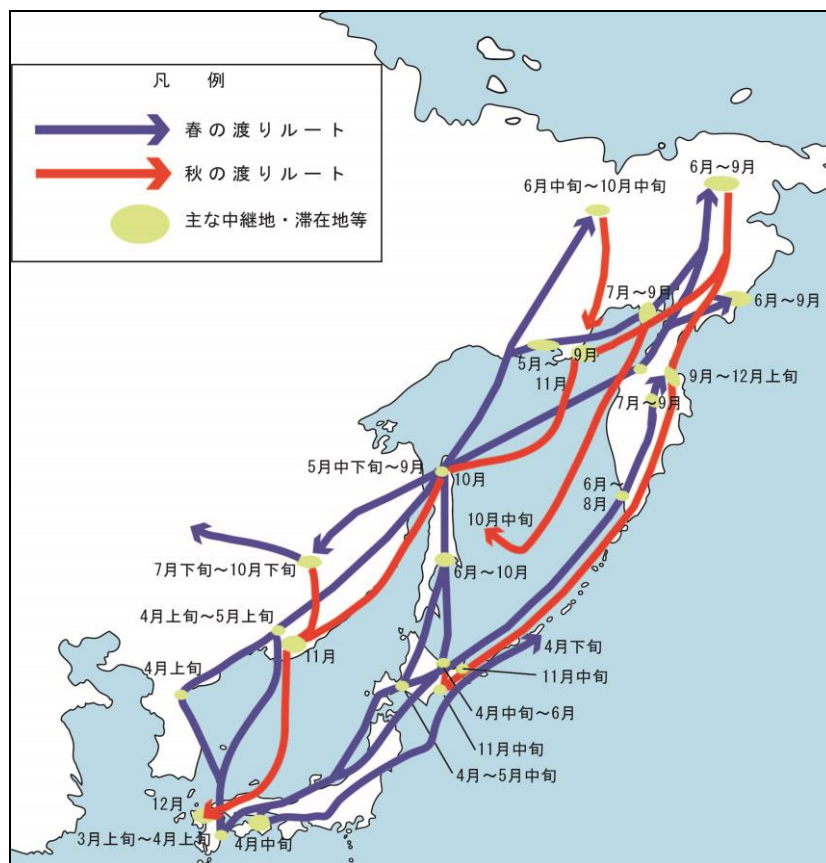 凡　例
春の渡りルート
秋の渡りルート
主な中継地・滞在地等
6月～9月
6月中旬～10月中旬
7月～9月
6月～9月
5月～
11月
9月
9月～12月上旬
7月～9月
5月中下旬～9月
10月
6月～
8月
10月中旬
7月下旬～10月下旬
6月～10月
4月上旬～5月上旬
11月
4月下旬
4月上旬
11月中旬
4月中旬～6月
11月中旬
4月～5月中旬
12月
3月上旬～4月上旬
4月中旬